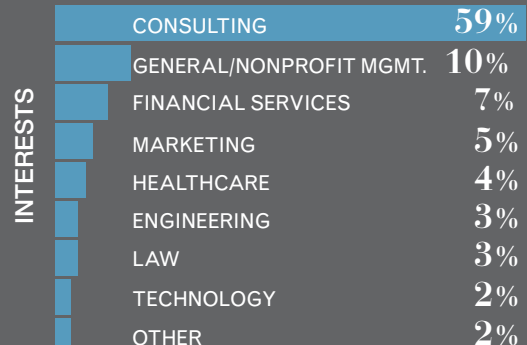 INTERESTS
CONSULTING 59%
GENERAL/NONPROFIT MGMT. 10%
FINANCIAL SERVICES 7%
MARKETING 5%
HEALTHCARE 4%
ENGINEERING 3%
LAW 3%
TECHNOLOGY 2%
OTHER 2%